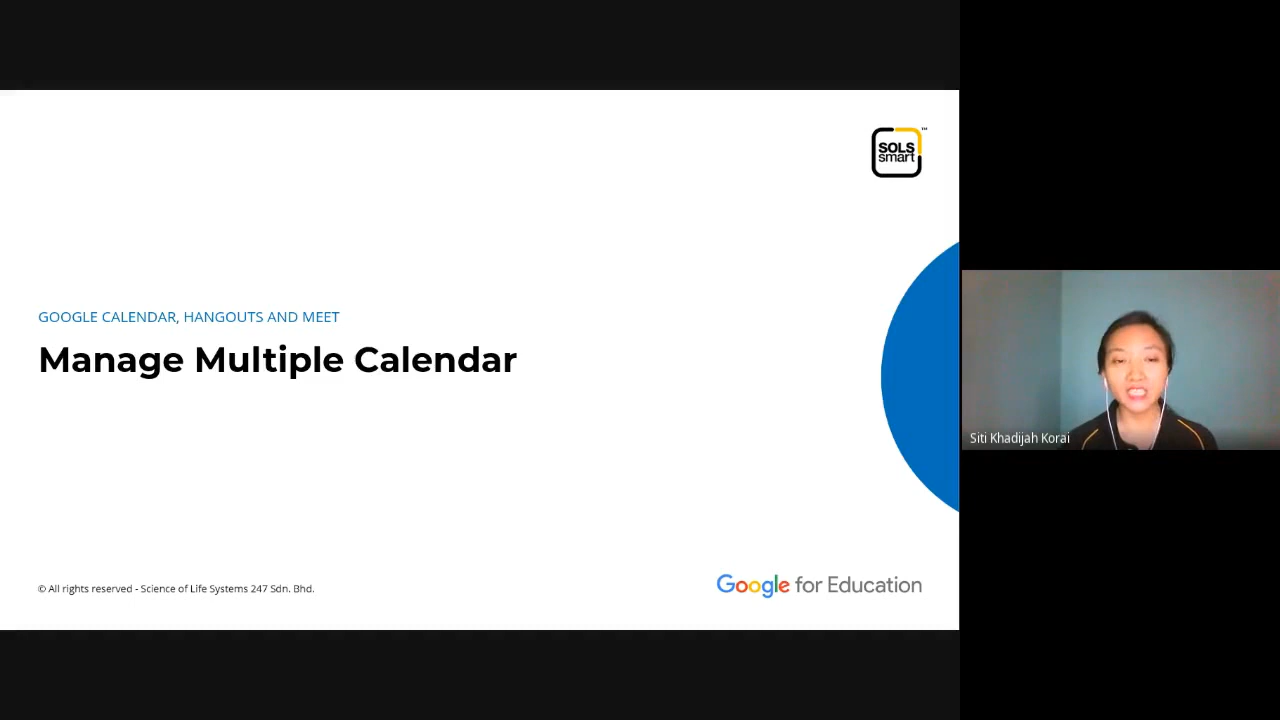 SOLS
smart
GOOGLE CALENDAR, HANGOUTS AND MEET
Manage Multiple Calendar
© All rights reserved - Science of Life Systems 247 Sdn. Bhd.
Google for Education
Siti Khadijah Korai